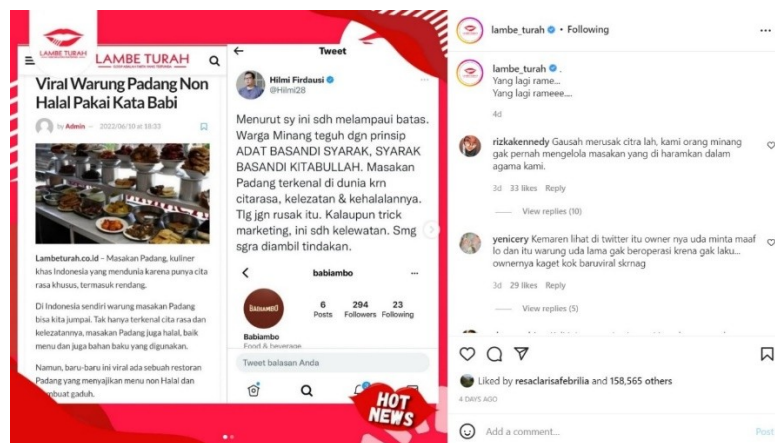 LAMBE TURAH
LAMBE TURAH
Viral Warung Padang Non
Halal Pakai Kata Babi
by Admin — 2022/06/10 at 18:33
Lambeturah.co.id – Masakan Padang, kuliner
khas Indonesia yang mendunia karena punya cita
rasa khusus, termasuk rendang.
Di Indonesia sendiri warung masakan Padang
bisa kita jumpai. Tak hanya terkenal cita rasa dan
kelezatannya, masakan Padang juga halal, baik
menu dan juga bahan baku yang digunakan.
Namun, baru-baru ini viral ada sebuah restoran
Padang yang menyajikan menu non Halal dan
membuat gaduh.
Tweet
Hilmi Firdausi
@Hilmi28
Menurut sy ini sdh melampaui batas.
Warga Minang teguh dgn prinsip
ADAT BASANDI SYARAK, SYARAK
BASANDI KITABULLAH. Masakan
Padang terkenal di dunia krn
citarasa, kelezatan & kehalalannya.
Tlg jgn rusak itu. Kalaupun trick
marketing, ini sdh kelewatan. Smg
sgra diambil tindakan.
babiambo
BABIAMBO
6 294 23
Posts Followers Following
Babiambo
Food & beverage
Tweet balasan Anda
HOT
NEWS
lambe_turah • Following
lambe_turah .
Yang lagi rame...
Yang lagi rameee....
4d
rizkakennedy Gausah merusak citra lah, kami orang minang
gak pernah mengelola masakan yang di haramkan dalam
agama kami.
3d 33 likes Reply
View replies (10)
yenicery Kemaren lihat di twitter itu owner nya uda minta maaf
lo dan itu warung uda lama gak beroperasi krena gak laku...
ownernya kaget kok baruviral skrnag
3d 29 likes Reply
View replies (5)
Liked by resaclarisafebrilia and 158,565 others
4 DAYS AGO
Add a comment...
Post